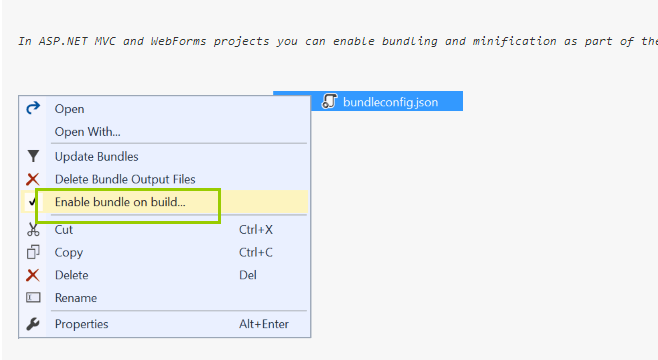 In ASP.NET MVC and WebForms projects you can enable bundling and minification as part of the
bundleconfig.json
Open
Open With...
Update Bundles
Delete Bundle Output Files
Enable bundle on build...
Cut Ctrl+X
Copy Ctrl+C
Delete Del
Rename
Properties Alt+Enter